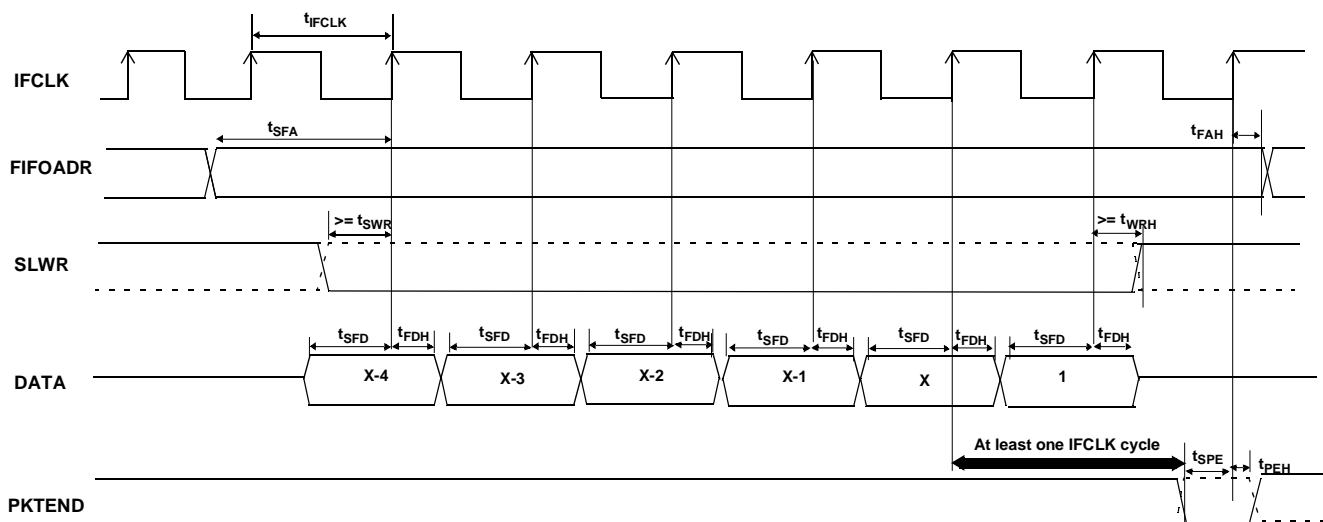 tIFCLK
IFCLK
tSFA
tFAH
FIFOADR
>= tSWR
>= tWRH
SLWR
tSFD tFDH tSFD tFDH tSFD tFDH tSFD tFDH tSFD tFDH tSFD tFDH
DATA X-4 X-3 X-2 X-1 X 1
At least one IFCLK cycle
tSPE
tPEH
PKTEND